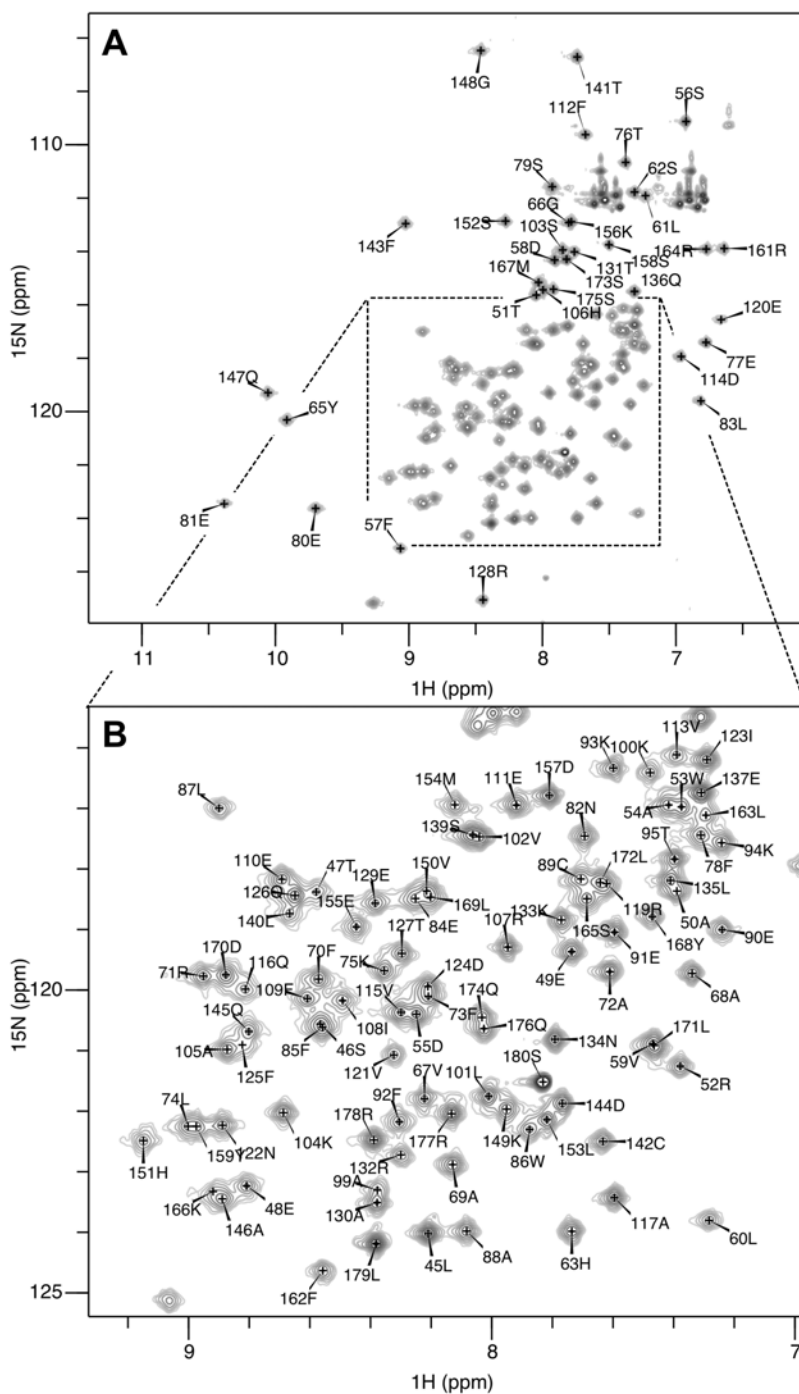 A
148G
141T
112F
56S
110
76T
79S
62S
66G
61L
103S
152S
156K
143F
58D
164R
161R
158S
131T
167M
173S
136Q
175S
51T
106H
120E
15N (ppm)
77E
147Q
114D
65Y
120
83L
81E
80E
57F
128R
11
10
9
8
7
1H (ppm)
B
113V
93K
100K
123I
157D
111E
154M
53W
137E
87L
82N
54A
163L
139S
102V
95T
78F
94K
110E
47T
129E
150V
89C
172L
126Q
155E
169L
135L
119R
140L
84E
133K
50A
127T
107R
165S
168Y
90E
91E
170D
70F
75K
49E
71R
116Q
124D
72A
68A
109F
115V
174Q
120
73F
145Q
108I
176Q
134N
171L
105A
85F
46S
55D
59V
125F
121V
180S
52R
67V
101L
15N (ppm)
74L
92F
144D
178R
104K
149K
153L
159Y
122N
177R
86W
142C
151H
132R
99A
69A
166K
48E
130A
146A
117A
60L
179L
45L
88A
63H
162F
125
9
8
7
1H (ppm)